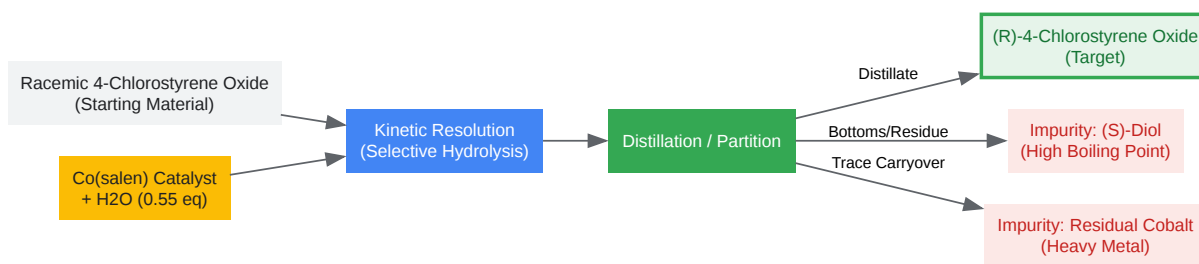 Racemic 4-Chlorostyrene Oxide
(Starting Material)
Co(salen) Catalyst
+ H2O (0.55 eq)
Kinetic Resolution
(Selective Hydrolysis)
Distillation / Partition
Distillate
Bottoms/Residue
Trace Carryover
(R)-4-Chlorostyrene Oxide
(Target)
Impurity: (S)-Diol
(High Boiling Point)
Impurity: Residual Cobalt
(Heavy Metal)